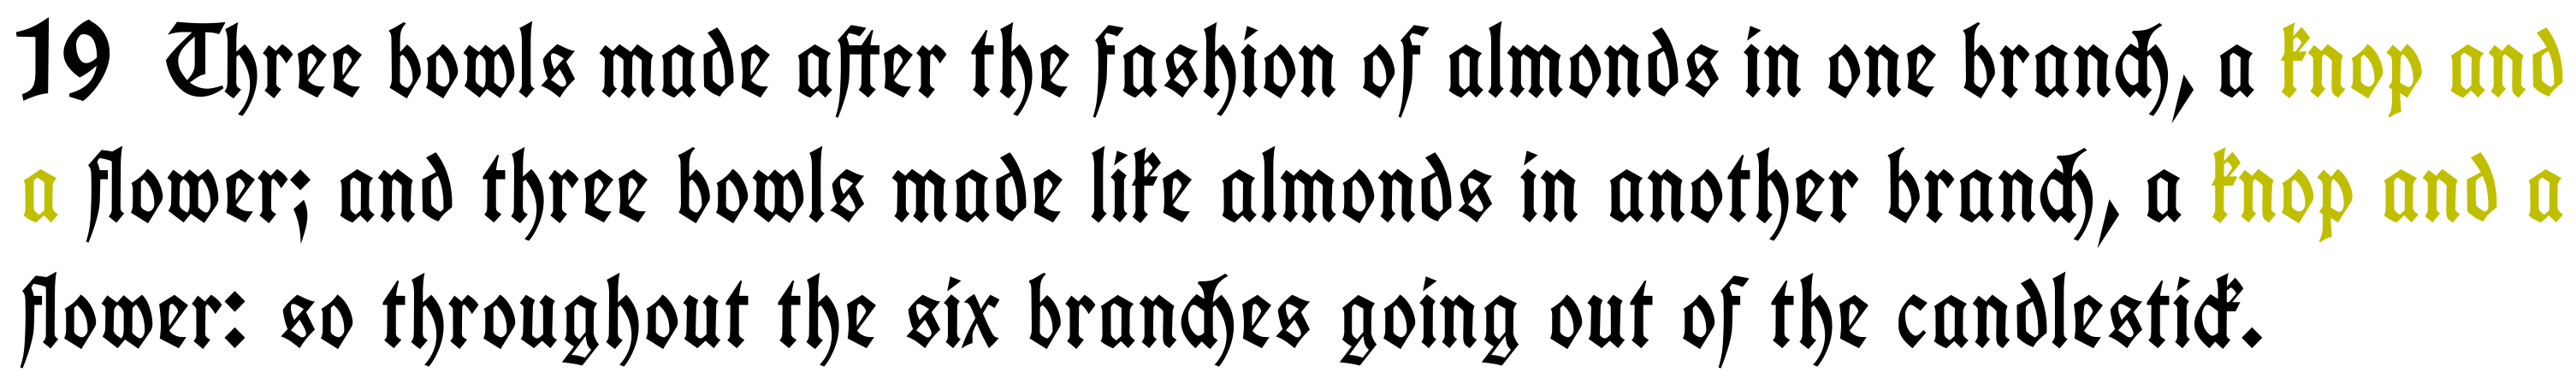 19 Three bowls made after the fashion of almonds in one branch, a knop and
a flower; and three bowls made like almonds in another branch, a knop and a
flower: so throughout the six branches going out of the candlestick.